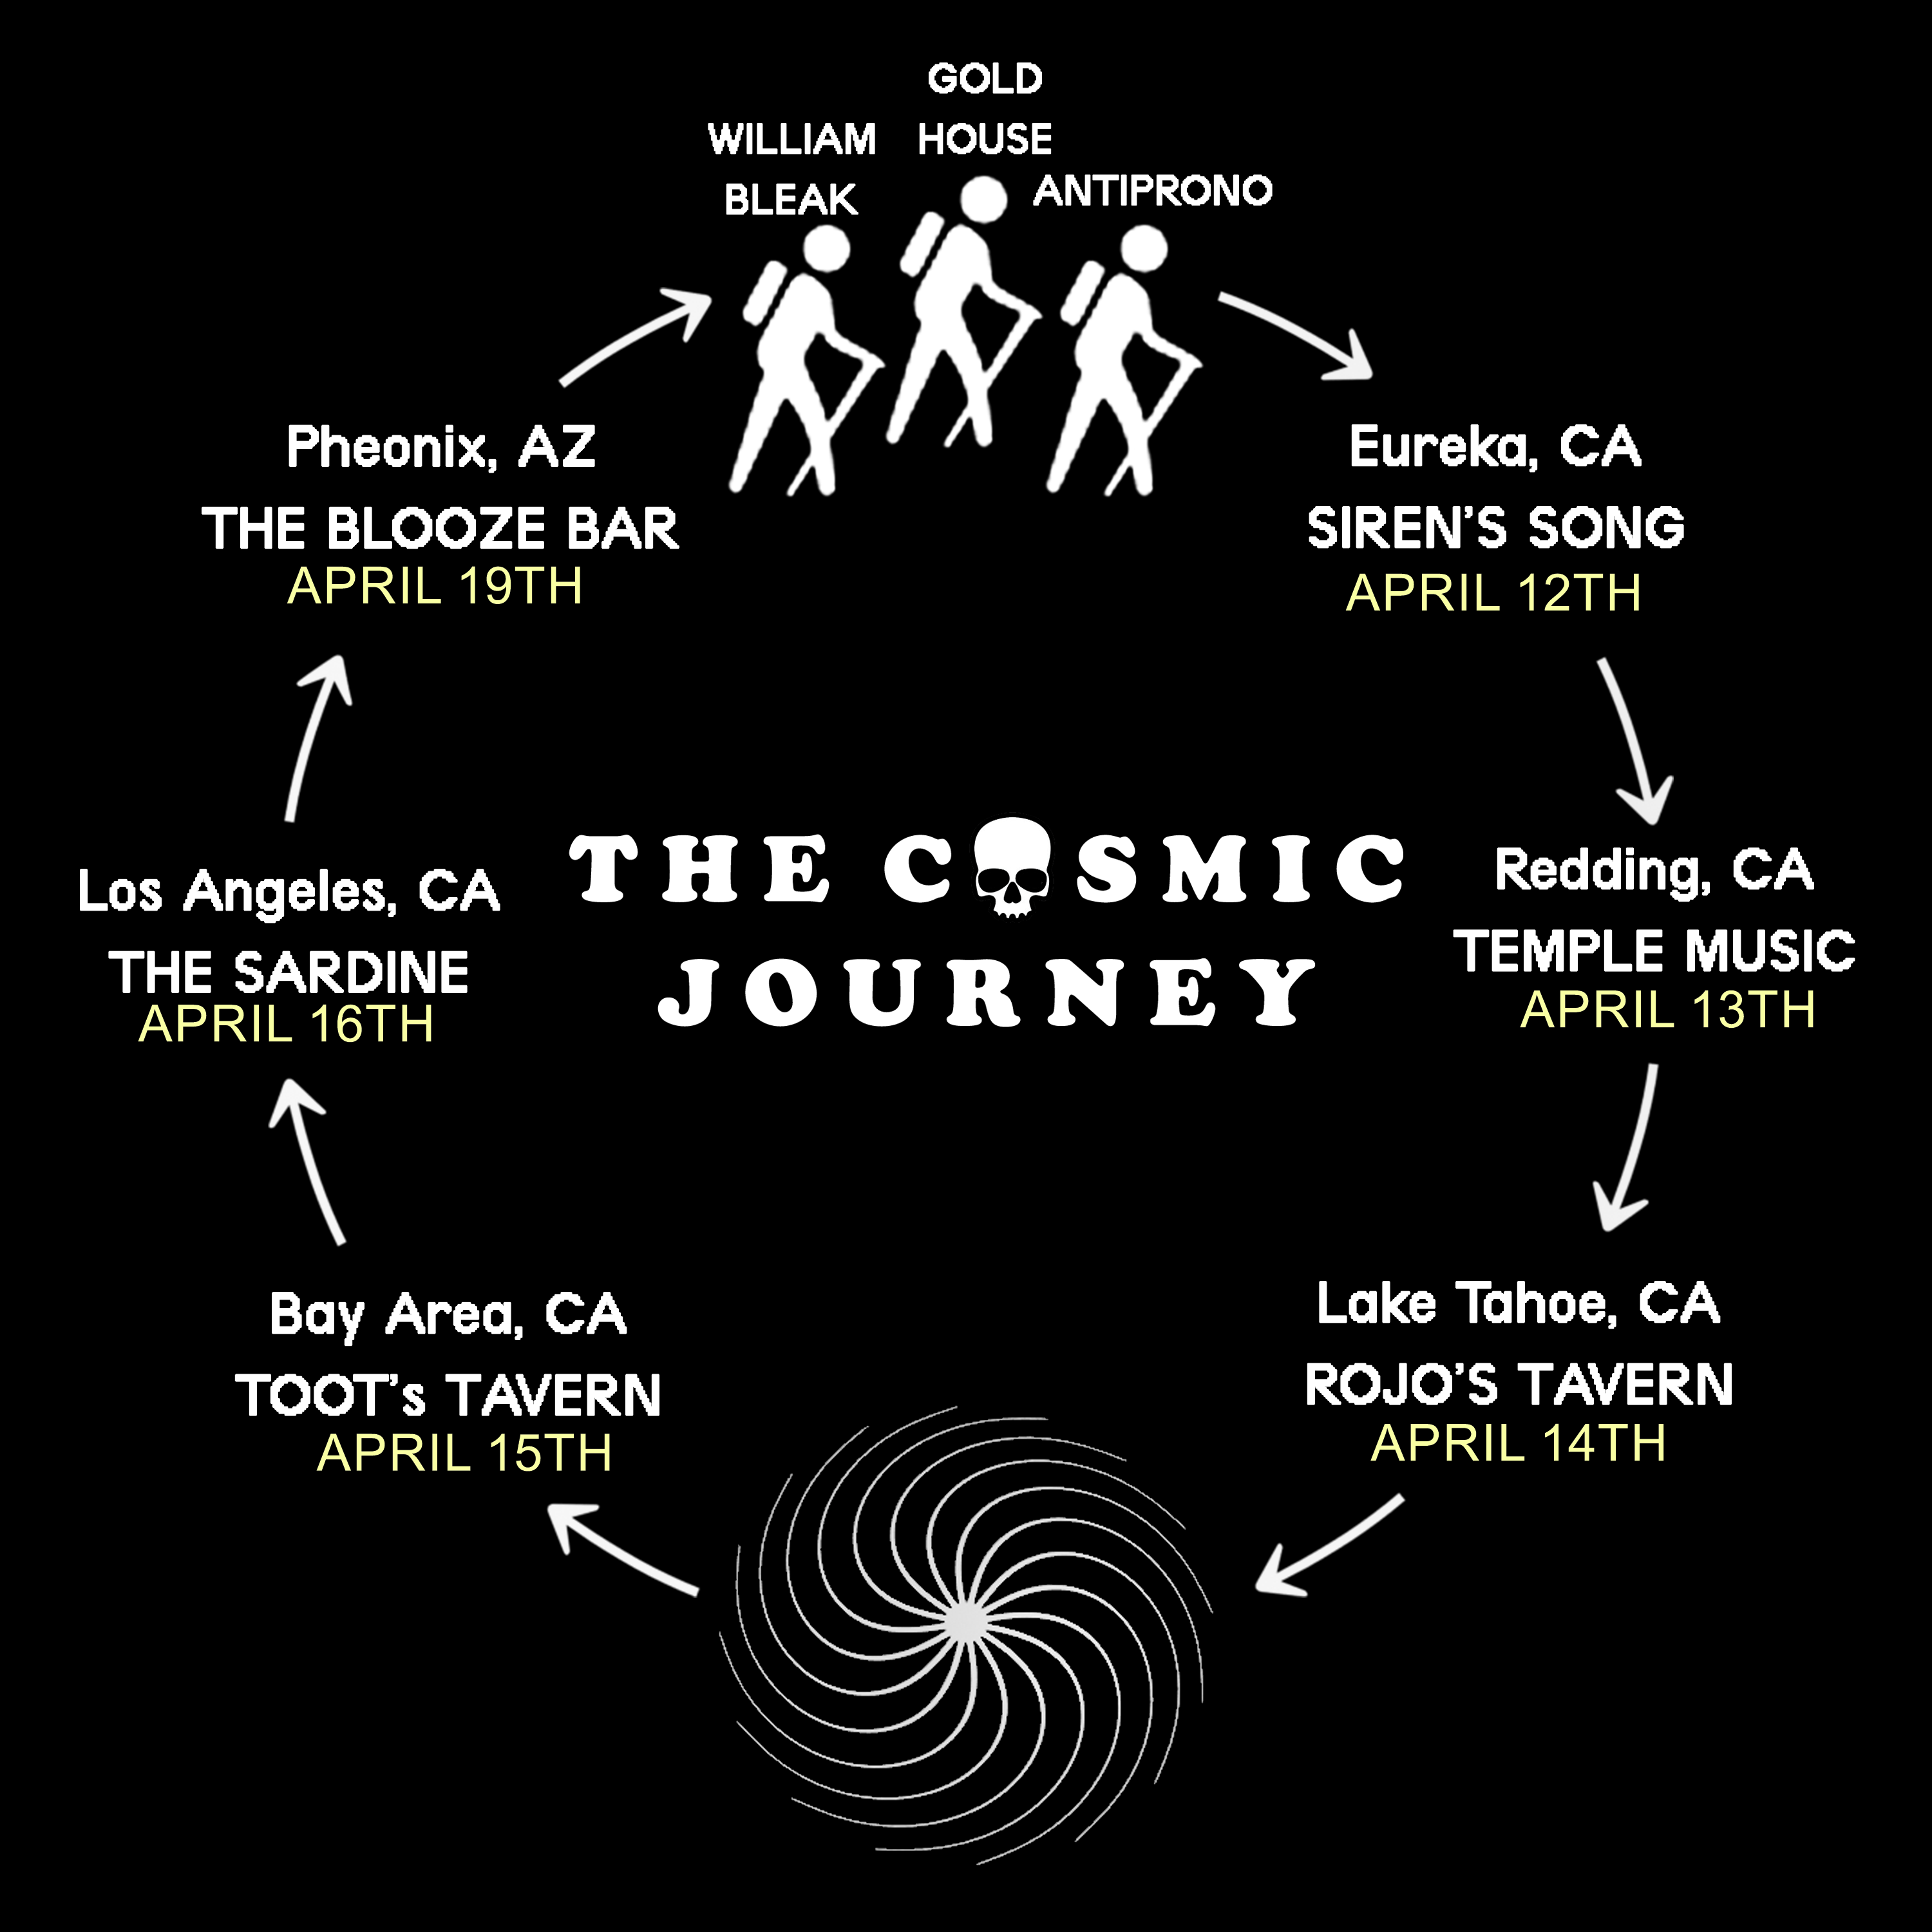 GOLD
HOUSE
WILLIAM
BLEAK
ANTIPRONO
Eureka, CA
SIREN'S SONG
APRIL 12TH
Redding, CA
TEMPLE MUSIC
APRIL 13TH
Lake Tahoe, CA
ROJO'S TAVERN
APRIL 14TH
Bay Area, CA
TOOT's TAVERN
APRIL 15TH
Los Angeles, CA
THE SARDINE
APRIL 16TH
Pheonix, AZ
THE BLOOZE BAR
APRIL 19TH
THE COSMIC
JOURNEY